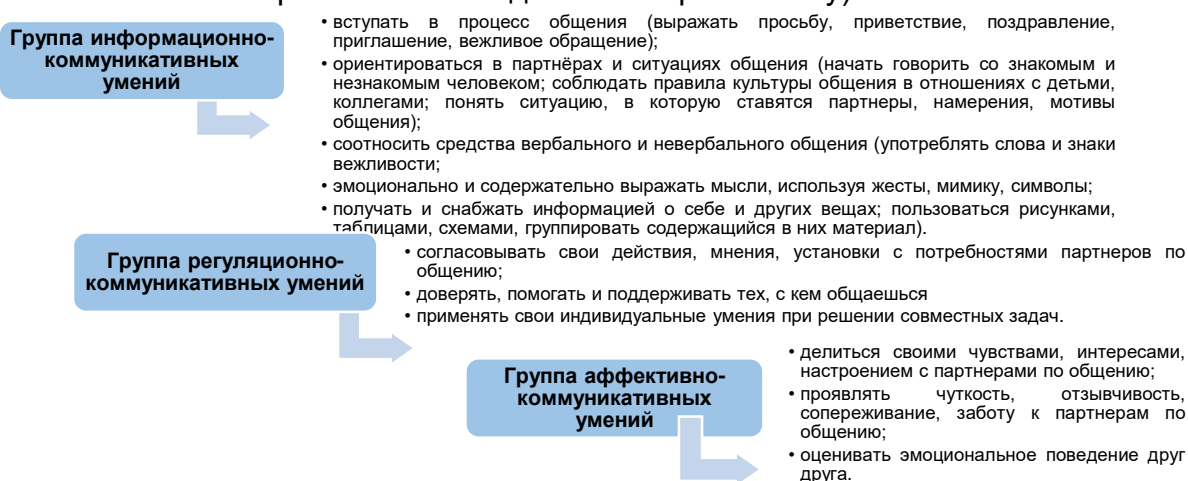 Группа информационно-
коммуникативных
умений
• вступать в процесс общения (выражать просьбу, приветствие, поздравление,
приглашение, вежливое обращение);
• ориентироваться в партнёрах и ситуациях общения (начать говорить со знакомым и
незнакомым человеком; соблюдать правила культуры общения в отношениях с детьми,
коллегами; понять ситуацию, в которую ставятся партнеры, намерения, мотивы
общения);
• соотносить средства вербального и невербального общения (употреблять слова и знаки
вежливости;
• эмоционально и содержательно выражать мысли, используя жесты, мимику, символы;
• получать и снабжать информацией о себе и других вещах; пользоваться рисунками,
таблицами, схемами, группировать содержащийся в них материал).
Группа регуляционно-
коммуникативных умений
• согласовывать свои действия, мнения, установки с потребностями партнеров по
общению;
• доверять, помогать и поддерживать тех, с кем общаешься
• применять свои индивидуальные умения при решении совместных задач.
Группа аффективно-
коммуникативных
умений
• делиться своими чувствами, интересами,
настроением с партнерами по общению;
• проявлять чуткость, отзывчивость,
сопереживание, заботу к партнерам по
общению;
• оценивать эмоциональное поведение друг
друга.